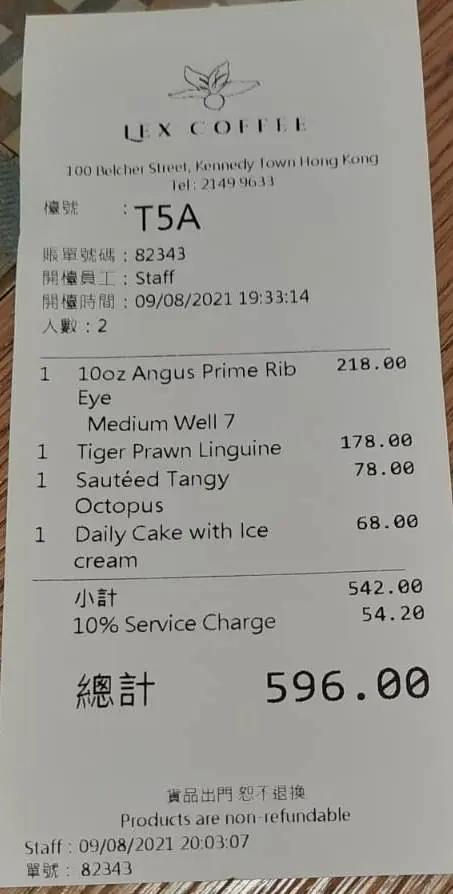 LEX COFFEE
100 Belcher Street, Kennedy Town Hong Kong
Tel : 2149 9633
檯號 : T5A
賬單號碼 : 82343
開檯員工 : Staff
開檯時間 : 09/08/2021 19:33:14
人數 : 2
1 10oz Angus Prime Rib 218.00
Eye
Medium Well 7
1 Tiger Prawn Linguine 178.00
1 Sautéed Tangy 78.00
Octopus
1 Daily Cake with Ice 68.00
cream
小計 542.00
10% Service Charge 54.20
總計 596.00
貨品出門 恕不退換
Products are non-refundable
Staff : 09/08/2021 20:03:07
單號 : 82343